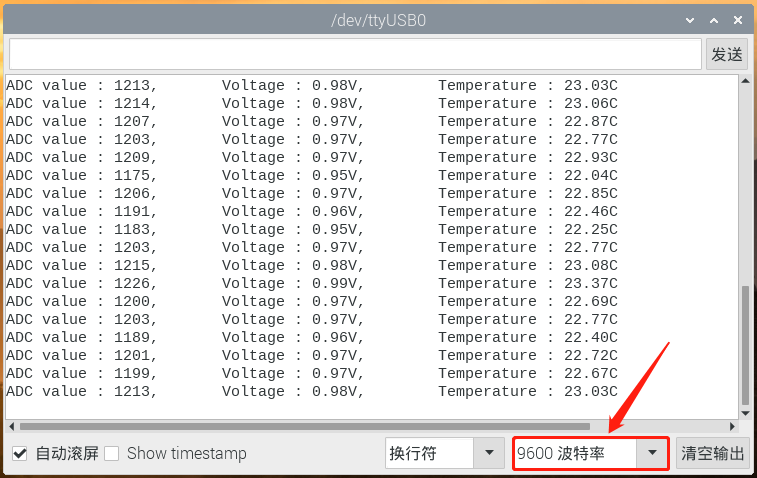 /dev/ttyUSB0
发送
ADC value : 1213, Voltage : 0.98V, Temperature : 23.03C
ADC value : 1214, Voltage : 0.98V, Temperature : 23.06C
ADC value : 1207, Voltage : 0.97V, Temperature : 22.87C
ADC value : 1203, Voltage : 0.97V, Temperature : 22.77C
ADC value : 1209, Voltage : 0.97V, Temperature : 22.93C
ADC value : 1175, Voltage : 0.95V, Temperature : 22.04C
ADC value : 1206, Voltage : 0.97V, Temperature : 22.85C
ADC value : 1191, Voltage : 0.96V, Temperature : 22.46C
ADC value : 1183, Voltage : 0.95V, Temperature : 22.25C
ADC value : 1203, Voltage : 0.97V, Temperature : 22.77C
ADC value : 1215, Voltage : 0.98V, Temperature : 23.08C
ADC value : 1226, Voltage : 0.99V, Temperature : 23.37C
ADC value : 1200, Voltage : 0.97V, Temperature : 22.69C
ADC value : 1203, Voltage : 0.97V, Temperature : 22.77C
ADC value : 1189, Voltage : 0.96V, Temperature : 22.40C
ADC value : 1201, Voltage : 0.97V, Temperature : 22.72C
ADC value : 1199, Voltage : 0.97V, Temperature : 22.67C
ADC value : 1213, Voltage : 0.98V, Temperature : 23.03C
自动滚屏 Show timestamp 换行符 9600 波特率 清空输出